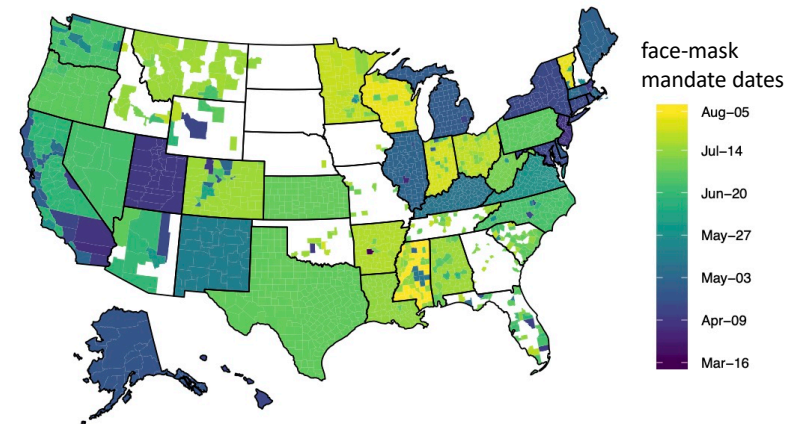 face-mask
mandate dates
Aug−05
Jul−14
Jun−20
May−27
May−03
Apr−09
Mar−16